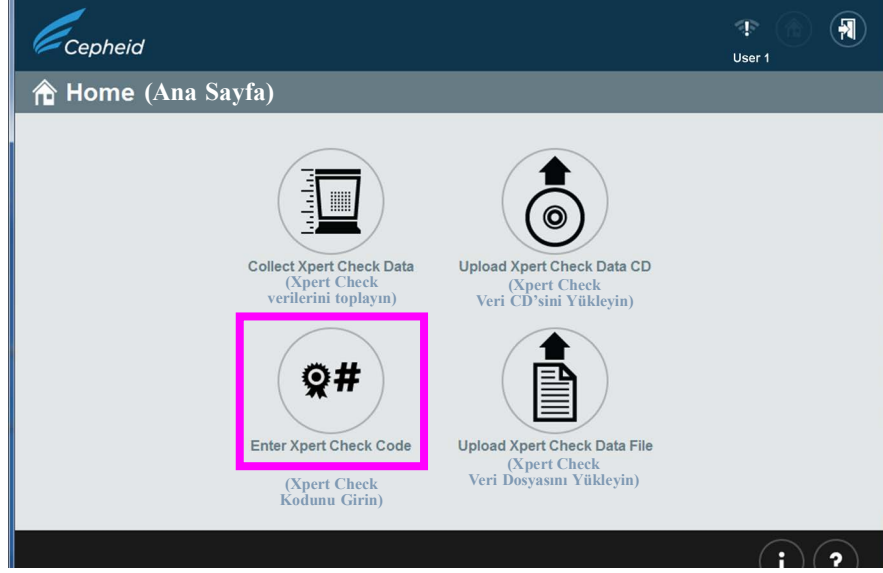 Cepheid
User 1
Home (Ana Sayfa)
Collect Xpert Check Data
(Xpert Check
verilerini toplayın)
Upload Xpert Check Data CD
(Xpert Check
Veri CD’sini Yükleyin)
#
Enter Xpert Check Code
(Xpert Check
Kodunu Girin)
Upload Xpert Check Data File
(Xpert Check
Veri Dosyasını Yükleyin)
i ?